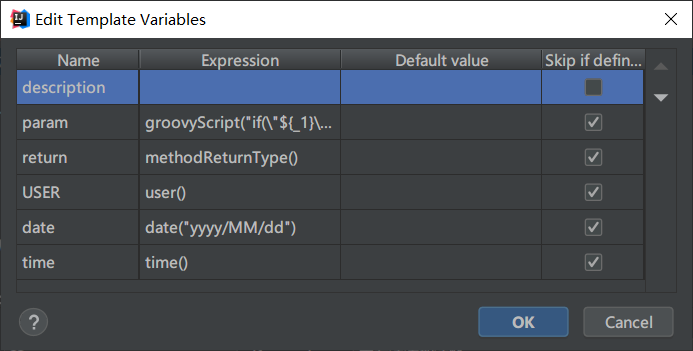 Edit Template Variables
Name Expression Default value Skip if defin...
description
param groovyScript("if(\"${_1}\...
return methodReturnType()
USER user()
date date("yyyy/MM/dd")
time time()
? OK Cancel